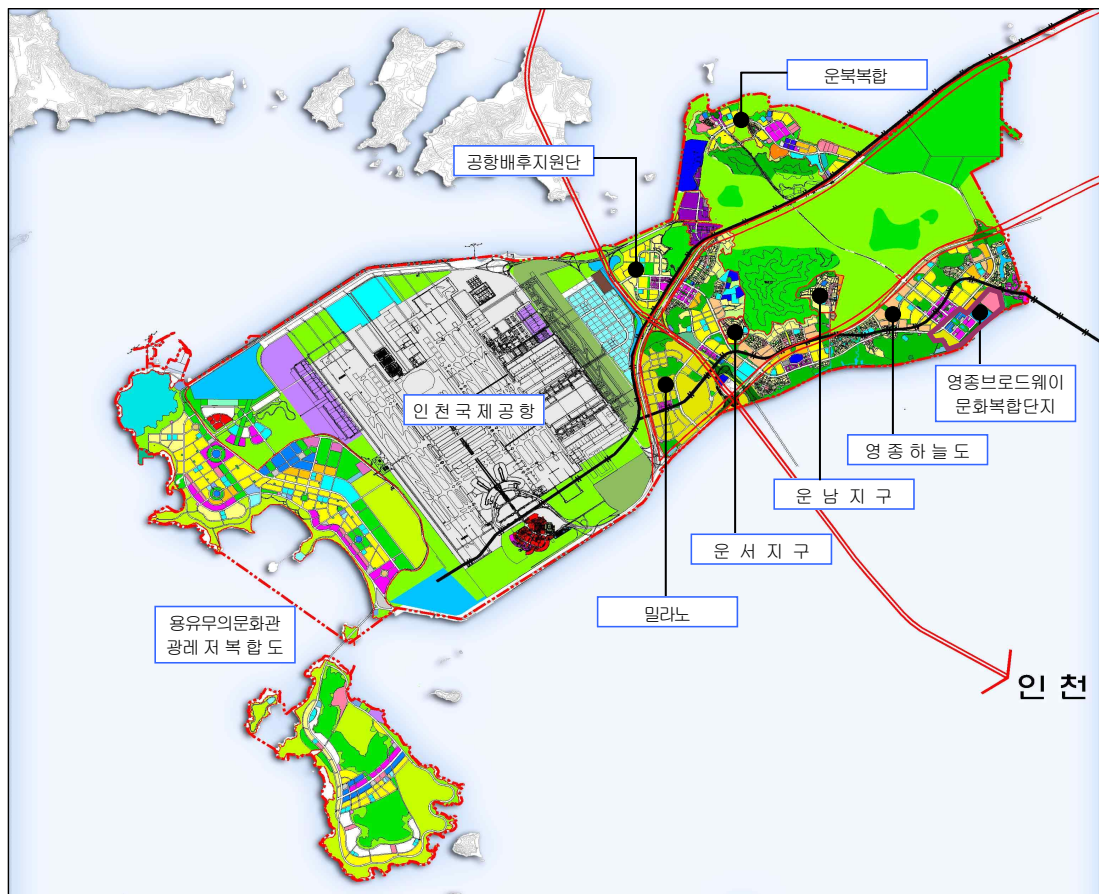 운북복합
공항배후지원단
인천국제공항
영종브로드웨이
문화복합단지
영종하늘도
운남지구
운서지구
밀라노
용유무의문화관
광레저복합도
인천